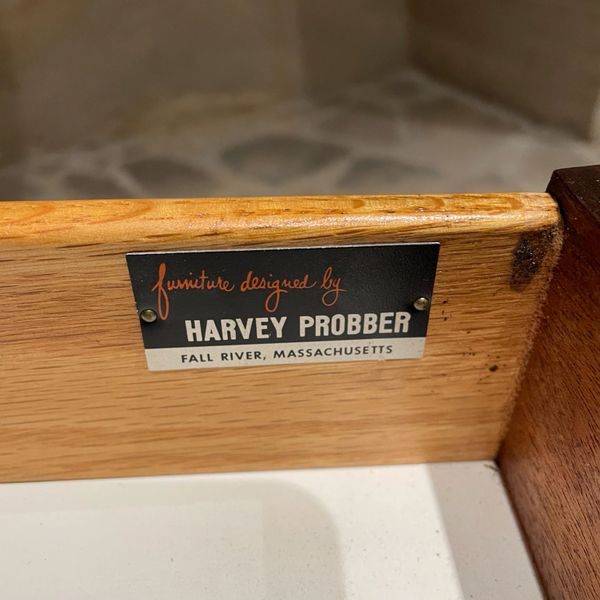 furniture designed by
HARVEY PROBBER
FALL RIVER, MASSACHUSETTS